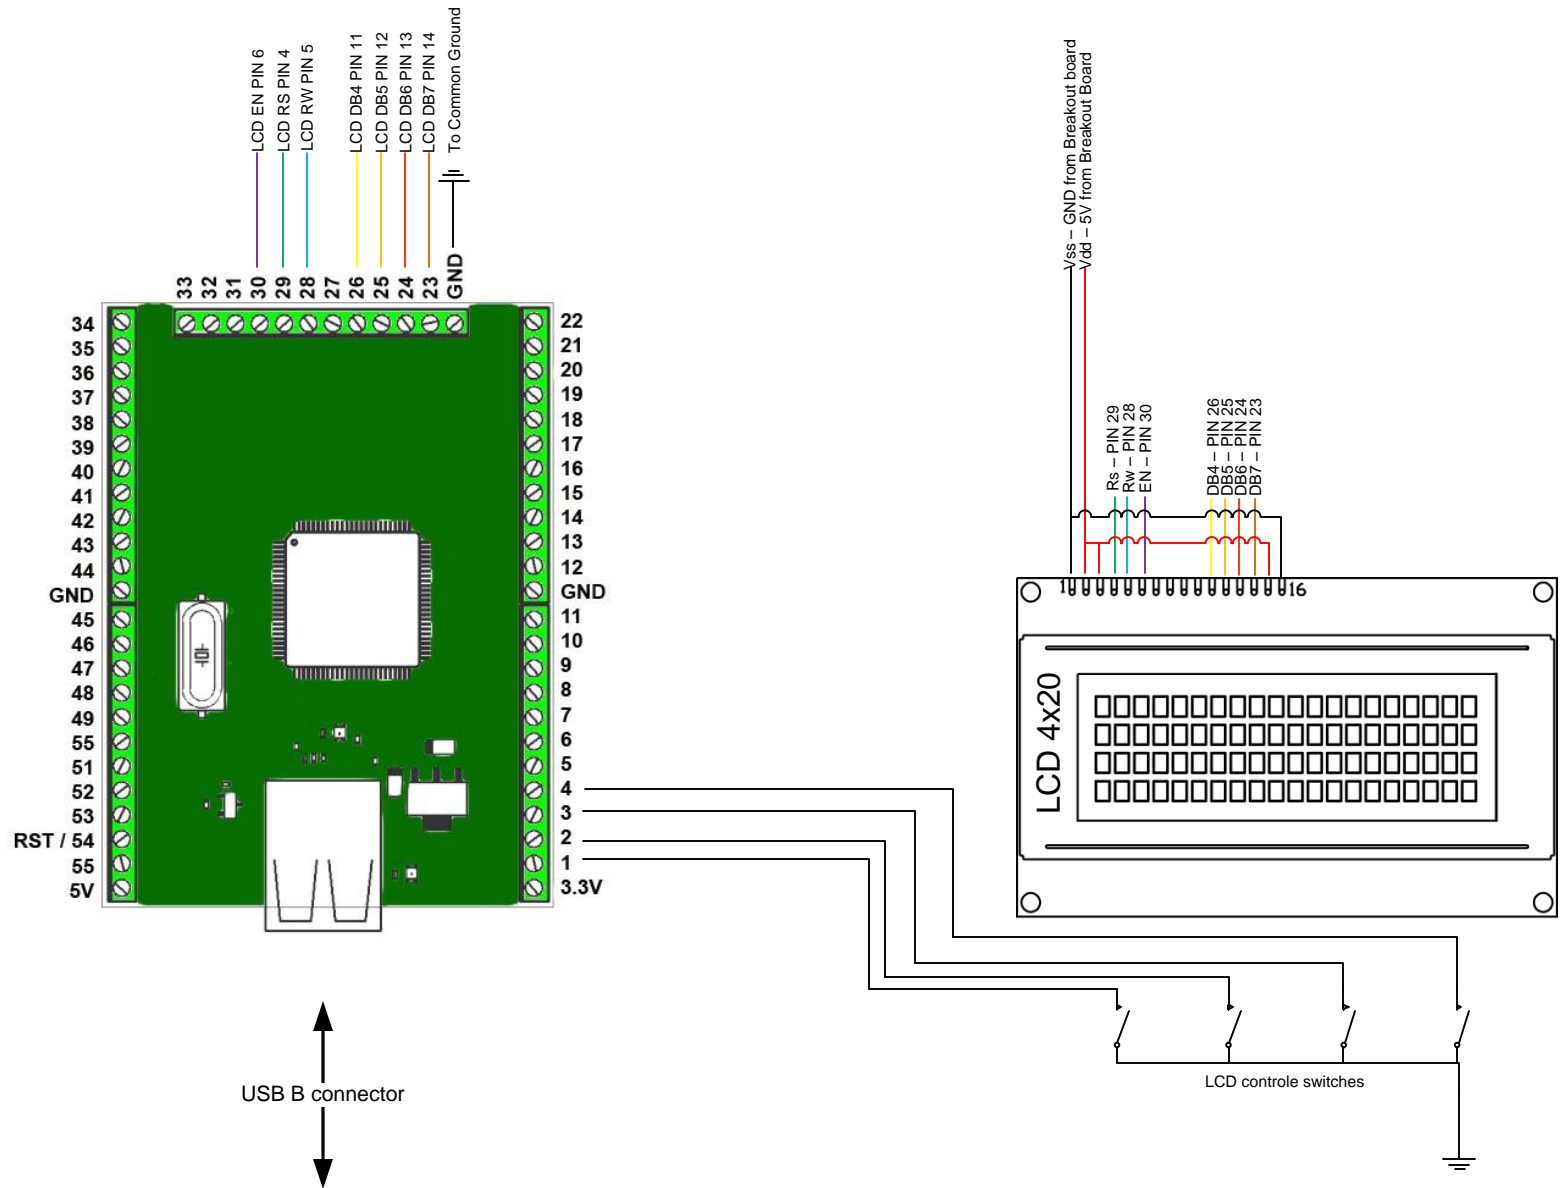 LCD EN PIN 6
LCD RS PIN 4
LCD RW PIN 5
LCD DB4 PIN 11
LCD DB5 PIN 12
LCD DB6 PIN 13
LCD DB7 PIN 14
To Common Ground
33
32
31
30
29
28
27
26
25
24
23
GND
34
35
36
37
38
39
40
41
42
43
44
GND
45
46
47
48
49
55
51
52
53
RST / 54
55
5V
22
21
20
19
18
17
16
15
14
13
12
GND
11
10
9
8
7
6
5
4
3
2
1
3.3V
USB B connector
Vss – GND from Breakout board
Vdd – 5V from Breakout Board
Rs – PIN 29
Rw – PIN 28
EN – PIN 30
DB4 – PIN 26
DB5 – PIN 25
DB6 – PIN 24
DB7 – PIN 23
1
16
LCD 4x20
LCD controle switches